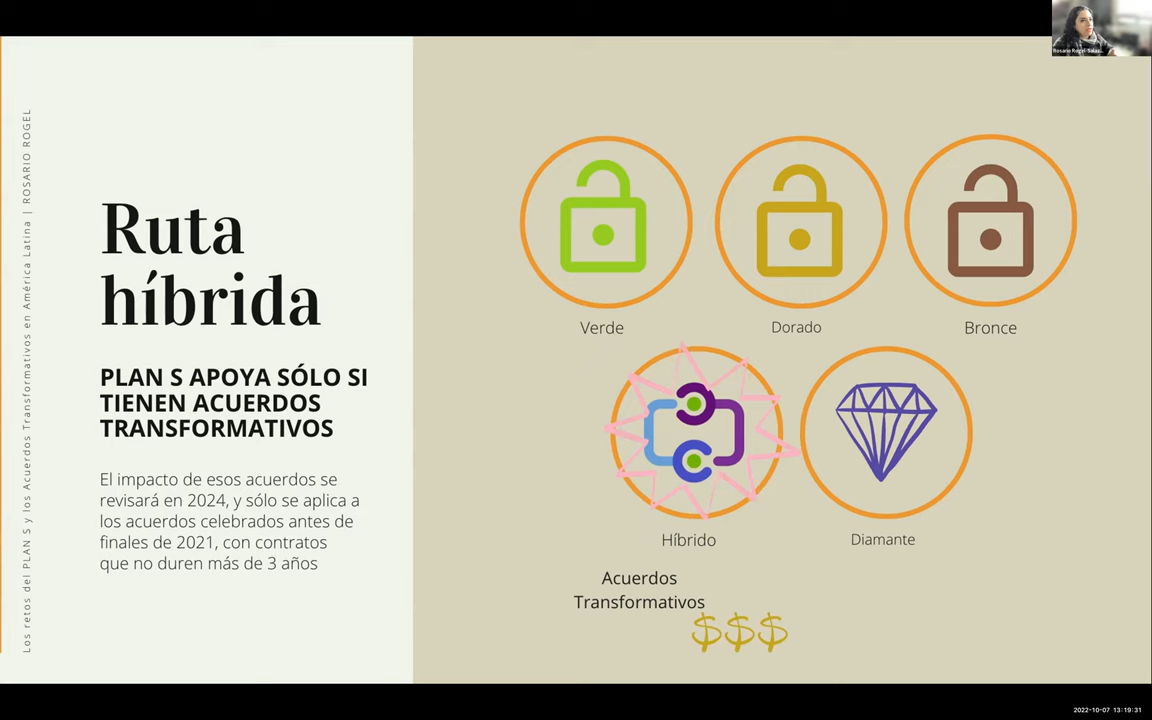 Rosario Rogel-Salaz...
Los retos del PLAN S y los Acuerdos Transformativos en América Latina | ROSARIO ROGEL
Ruta
híbrida
PLAN S APOYA SÓLO SI
TIENEN ACUERDOS
TRANSFORMATIVOS
El impacto de esos acuerdos se
revisará en 2024, y sólo se aplica a
los acuerdos celebrados antes de
finales de 2021, con contratos
que no duren más de 3 años
Verde
Dorado
Bronce
Híbrido
Diamante
Acuerdos
Transformativos
$$$
2022-10-07 13:19:31